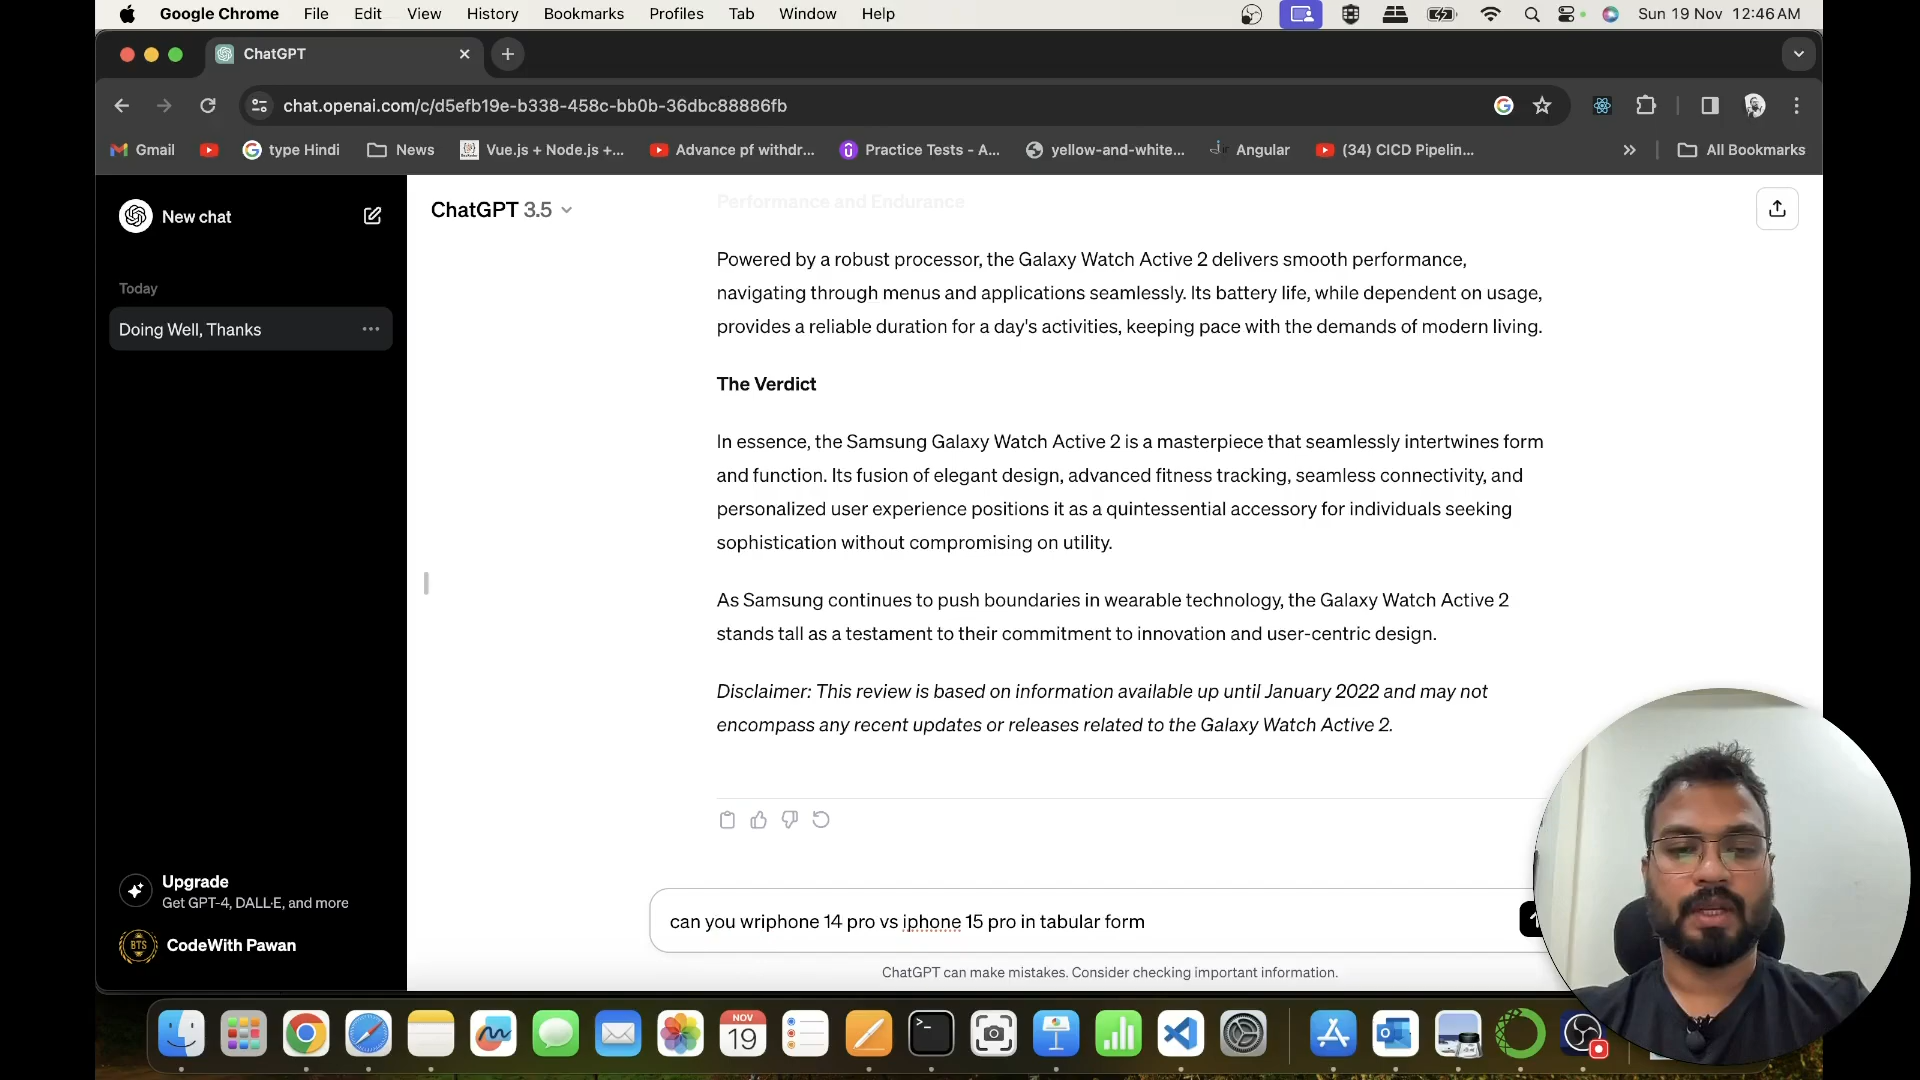 Google Chrome File Edit View History Bookmarks Profiles Tab Window Help Sun 19 Nov 12:46 AM
ChatGPT
chat.openai.com/c/d5efb19e-b338-458c-bb0b-36dbc88886fb
Gmail type Hindi News Vue.js + Node.js +... Advance pf withdr... Practice Tests - A... yellow-and-white... Angular (34) CICD Pipelin... All Bookmarks
New chat
Today
Doing Well, Thanks
Upgrade
Get GPT-4, DALL·E, and more
BTS
CodeWith Pawan
ChatGPT 3.5
Performance and Endurance
Powered by a robust processor, the Galaxy Watch Active 2 delivers smooth performance,
navigating through menus and applications seamlessly. Its battery life, while dependent on usage,
provides a reliable duration for a day's activities, keeping pace with the demands of modern living.
The Verdict
In essence, the Samsung Galaxy Watch Active 2 is a masterpiece that seamlessly intertwines form
and function. Its fusion of elegant design, advanced fitness tracking, seamless connectivity, and
personalized user experience positions it as a quintessential accessory for individuals seeking
sophistication without compromising on utility.
As Samsung continues to push boundaries in wearable technology, the Galaxy Watch Active 2
stands tall as a testament to their commitment to innovation and user-centric design.
Disclaimer: This review is based on information available up until January 2022 and may not
encompass any recent updates or releases related to the Galaxy Watch Active 2.
can you wriphone 14 pro vs iphone 15 pro in tabular form
ChatGPT can make mistakes. Consider checking important information.
NOV
19